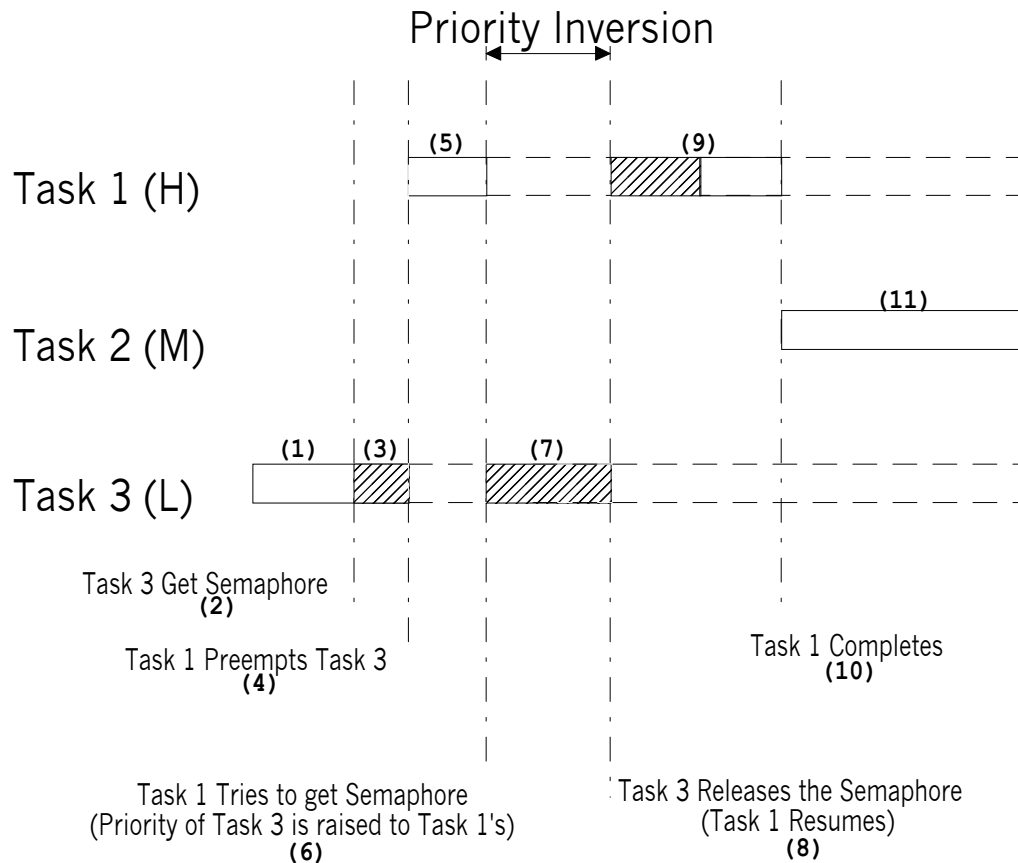 Priority Inversion
(5)
(9)
Task 1 (H)
(11)
Task 2 (M)
(1)
(3)
(7)
Task 3 (L)
Task 3 Get Semaphore
(2)
Task 1 Preempts Task 3
(4)
Task 1 Completes
(10)
Task 1 Tries to get Semaphore
(Priority of Task 3 is raised to Task 1's)
(6)
Task 3 Releases the Semaphore
(Task 1 Resumes)
(8)